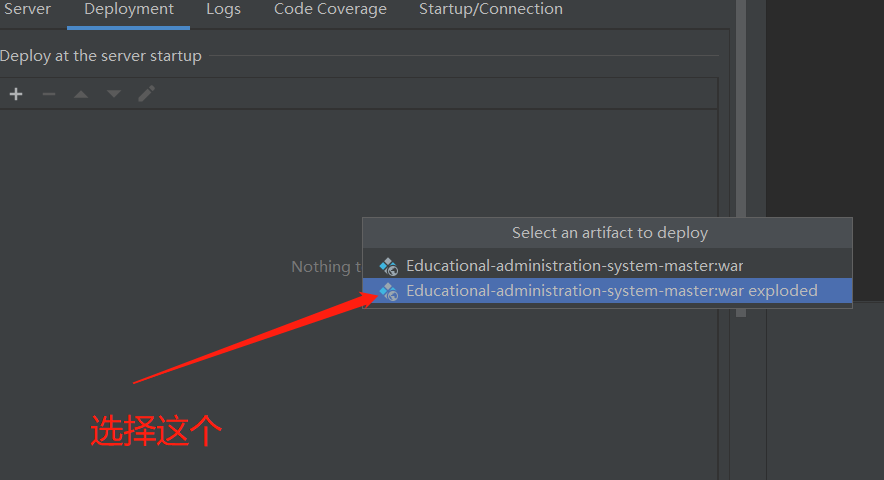 Server Deployment Logs Code Coverage Startup/Connection
Deploy at the server startup
Select an artifact to deploy
Educational-administration-system-master:war
Nothing t
Educational-administration-system-master:war exploded
选择这个